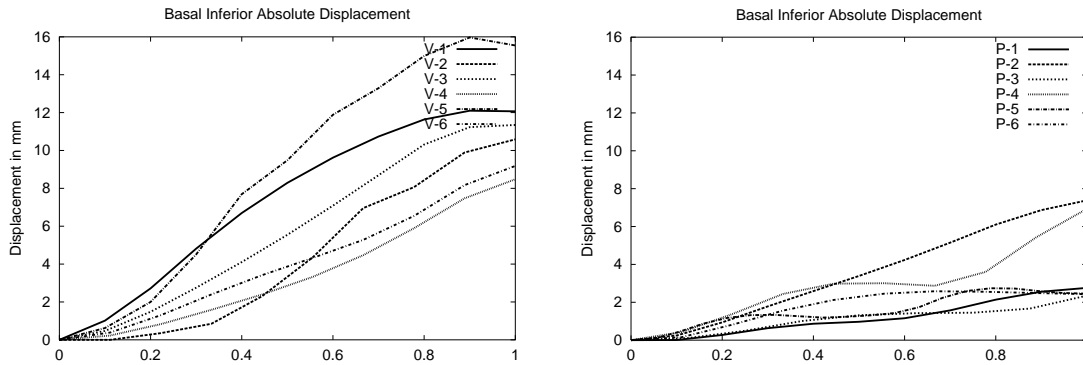 Basal Inferior Absolute Displacement
16
14
12
10
8
6
4
2
0
Displacement in mm
V-1
V-2
V-3
V-4
V-5
V-6
0
0.2
0.4
0.6
0.8
1
Basal Inferior Absolute Displacement
16
14
12
10
8
6
4
2
0
Displacement in mm
P-1
P-2
P-3
P-4
P-5
P-6
0
0.2
0.4
0.6
0.8